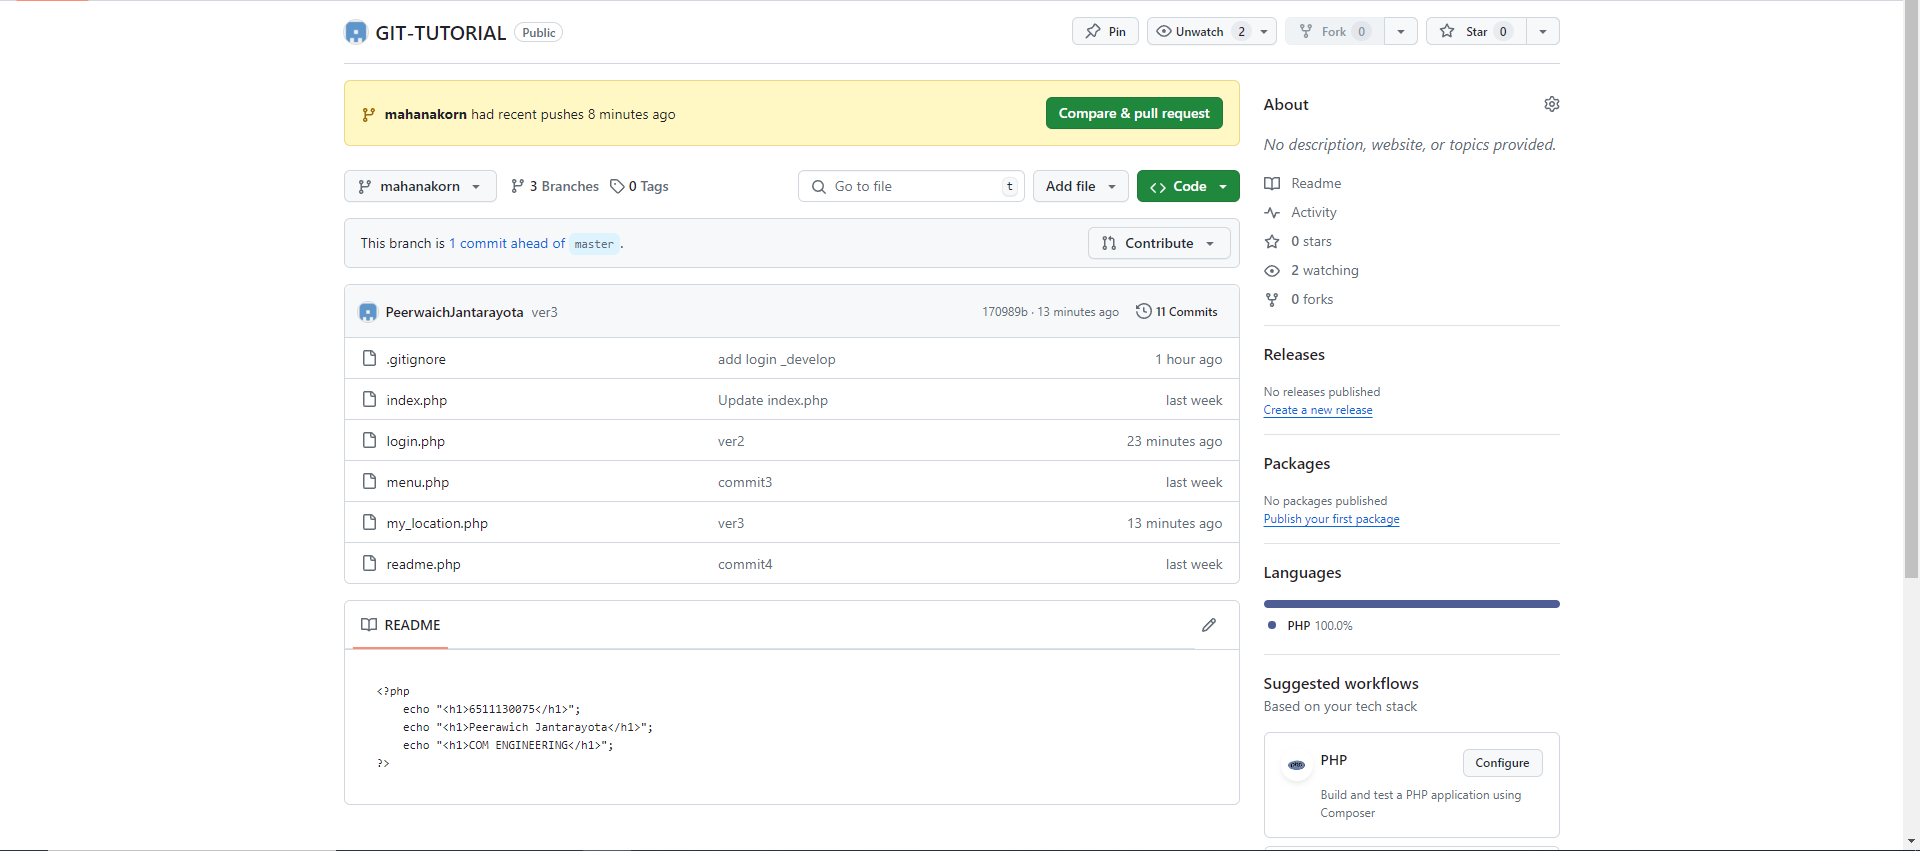 GIT-TUTORIAL Public
Pin
Unwatch 2
Fork 0
Star 0
mahanakorn had recent pushes 8 minutes ago
Compare & pull request
mahanakorn
3 Branches
0 Tags
Go to file
t
Add file
<> Code
This branch is 1 commit ahead of master .
Contribute
PeerwaichJantarayota ver3
170989b · 13 minutes ago
11 Commits
.gitignore add login _develop 1 hour ago
index.php Update index.php last week
login.php ver2 23 minutes ago
menu.php commit3 last week
my_location.php ver3 13 minutes ago
readme.php commit4 last week
README
<?php
    echo "<h1>6511130075</h1>";
    echo "<h1>Peerawich Jantarayota</h1>";
    echo "<h1>COM ENGINEERING</h1>";
?>
About
No description, website, or topics provided.
Readme
Activity
0 stars
2 watching
0 forks
Releases
No releases published
Create a new release
Packages
No packages published
Publish your first package
Languages
PHP 100.0%
Suggested workflows
Based on your tech stack
php
PHP
Configure
Build and test a PHP application using
Composer